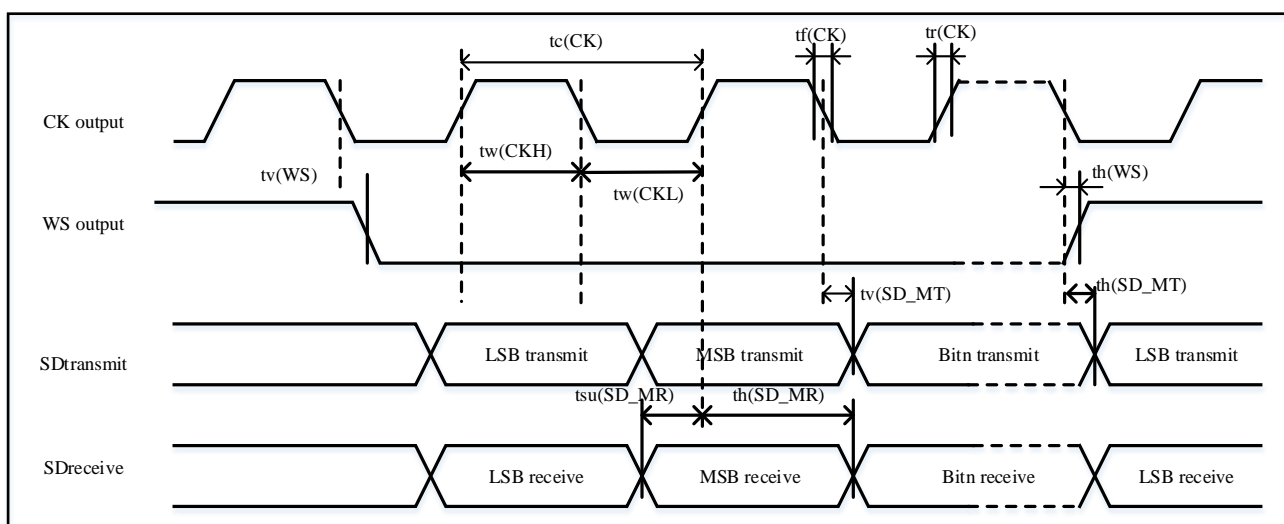 tc(CK)
tf(CK)
tr(CK)
CK output
tw(CKH)
tv(WS)
th(WS)
tw(CKL)
WS output
tv(SD_MT)
th(SD_MT)
SDtransmit
LSB transmit
MSB transmit
Bitn transmit
LSB transmit
tsu(SD_MR)
th(SD_MR)
SDreceive
LSB receive
MSB receive
Bitn receive
LSB receive